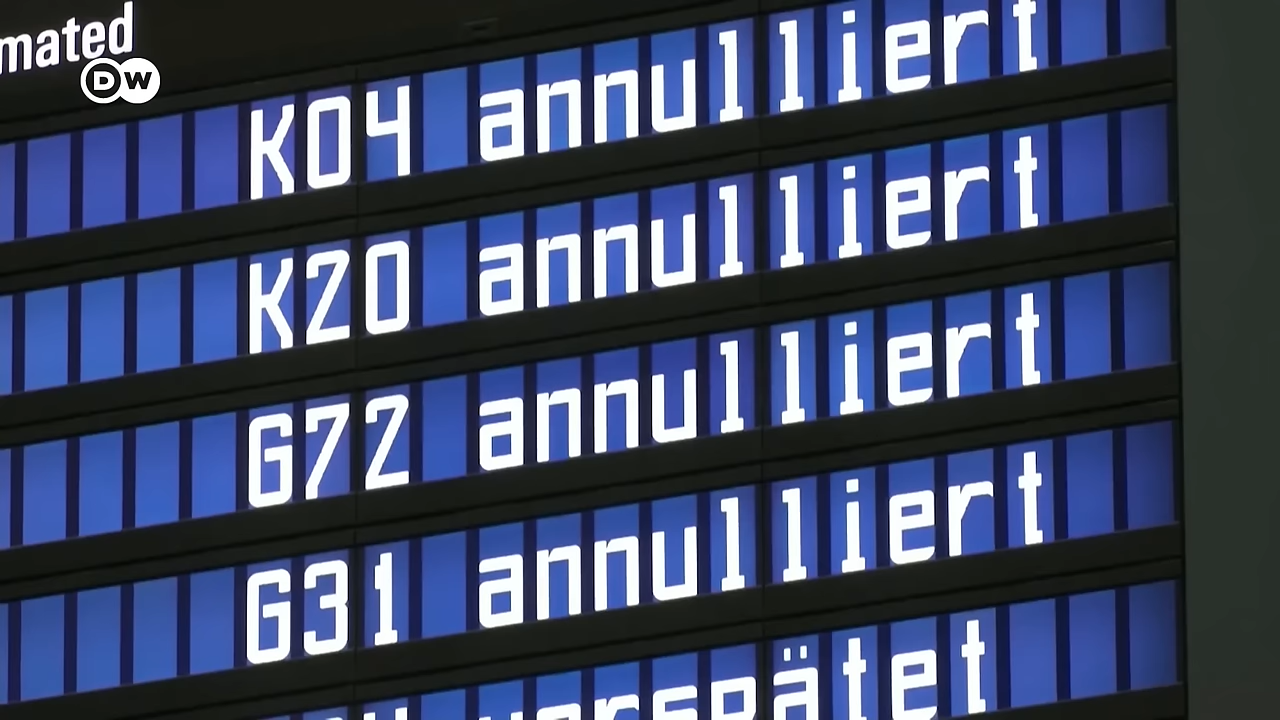 mated
DW
K04 annulliert
K20 annulliert
G72 annulliert
G31 annulliert
verspätet